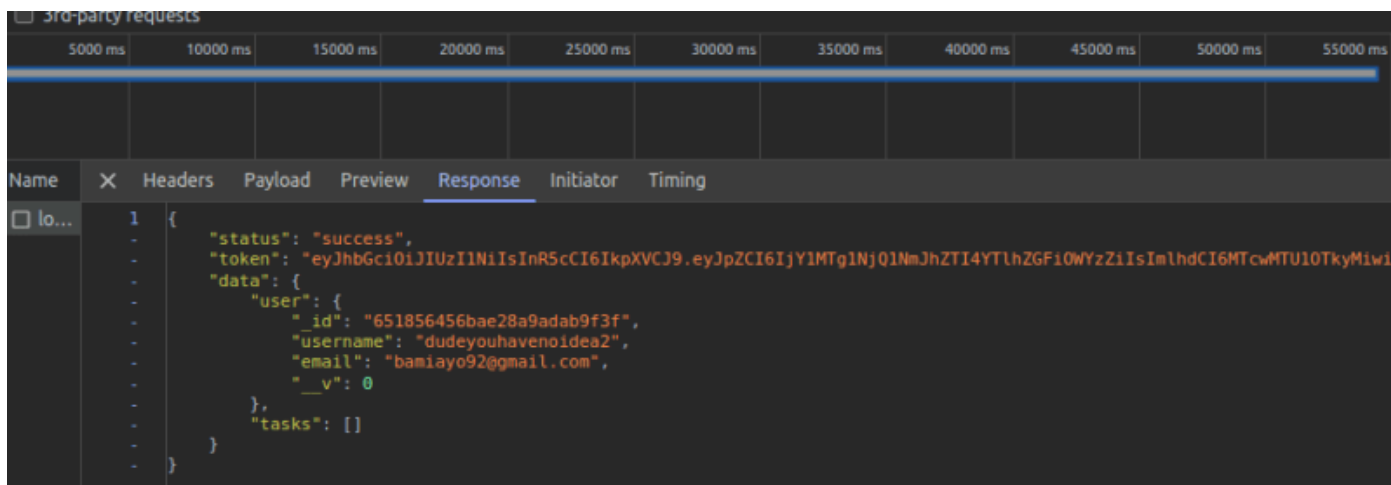 3rd-party requests
5000 ms 10000 ms 15000 ms 20000 ms 25000 ms 30000 ms 35000 ms 40000 ms 45000 ms 50000 ms 55000 ms
Name Headers Payload Preview Response Initiator Timing
lo... 1 {
"status": "success",
"token": "eyJhbGciOiJIUzI1NiIsInR5cCI6IkpXVCJ9.eyJpZCI6IjY1MTg1NjQ1NmJhZTI4YTlhZGFiOWYzZiIsImlhdCI6MTcwMTU1OTkyMiwi
"data": {
"user": {
"_id": "651856456bae28a9adab9f3f",
"username": "dudeyouhavenoidea2",
"email": "bamiayo92@gmail.com",
"__v": 0
},
"tasks": []
}
}